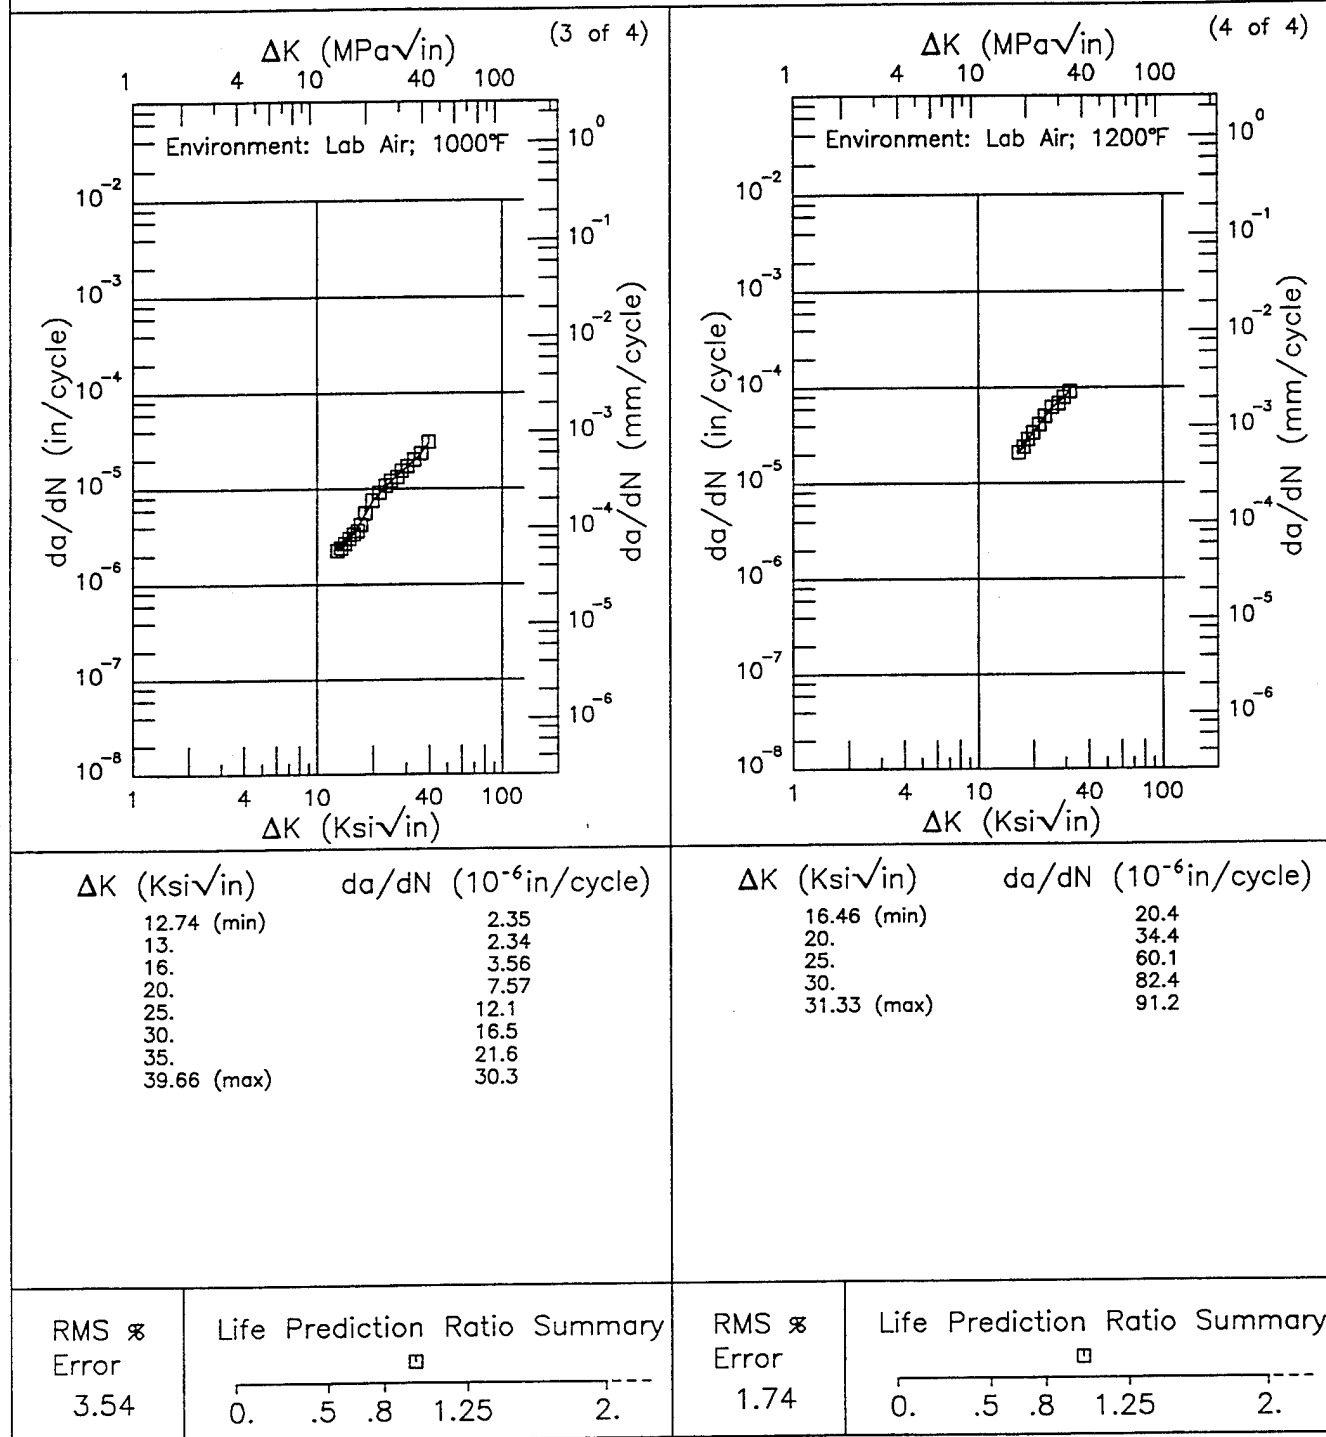 (3 of 4)
ΔK (MPa√in)
1 4 10 40 100
Environment: Lab Air; 1000°F
da/dN (in/cycle)
10⁻²
10⁻³
10⁻⁴
10⁻⁵
10⁻⁶
10⁻⁷
10⁻⁸
10⁰
10⁻¹
10⁻²
10⁻³
10⁻⁴
10⁻⁵
10⁻⁶
da/dN (mm/cycle)
1 4 10 40 100
ΔK (Ksi√in)
ΔK (Ksi√in) da/dN (10⁻⁶in/cycle)
12.74 (min) 2.35
13. 2.34
16. 3.56
20. 7.57
25. 12.1
30. 16.5
35. 21.6
39.66 (max) 30.3
RMS %
Error
3.54
Life Prediction Ratio Summary
0. .5 .8 1.25 2.
(4 of 4)
ΔK (MPa√in)
1 4 10 40 100
Environment: Lab Air; 1200°F
da/dN (in/cycle)
10⁻²
10⁻³
10⁻⁴
10⁻⁵
10⁻⁶
10⁻⁷
10⁻⁸
10⁰
10⁻¹
10⁻²
10⁻³
10⁻⁴
10⁻⁵
10⁻⁶
da/dN (mm/cycle)
1 4 10 40 100
ΔK (Ksi√in)
ΔK (Ksi√in) da/dN (10⁻⁶in/cycle)
16.46 (min) 20.4
20. 34.4
25. 60.1
30. 82.4
31.33 (max) 91.2
RMS %
Error
1.74
Life Prediction Ratio Summary
0. .5 .8 1.25 2.